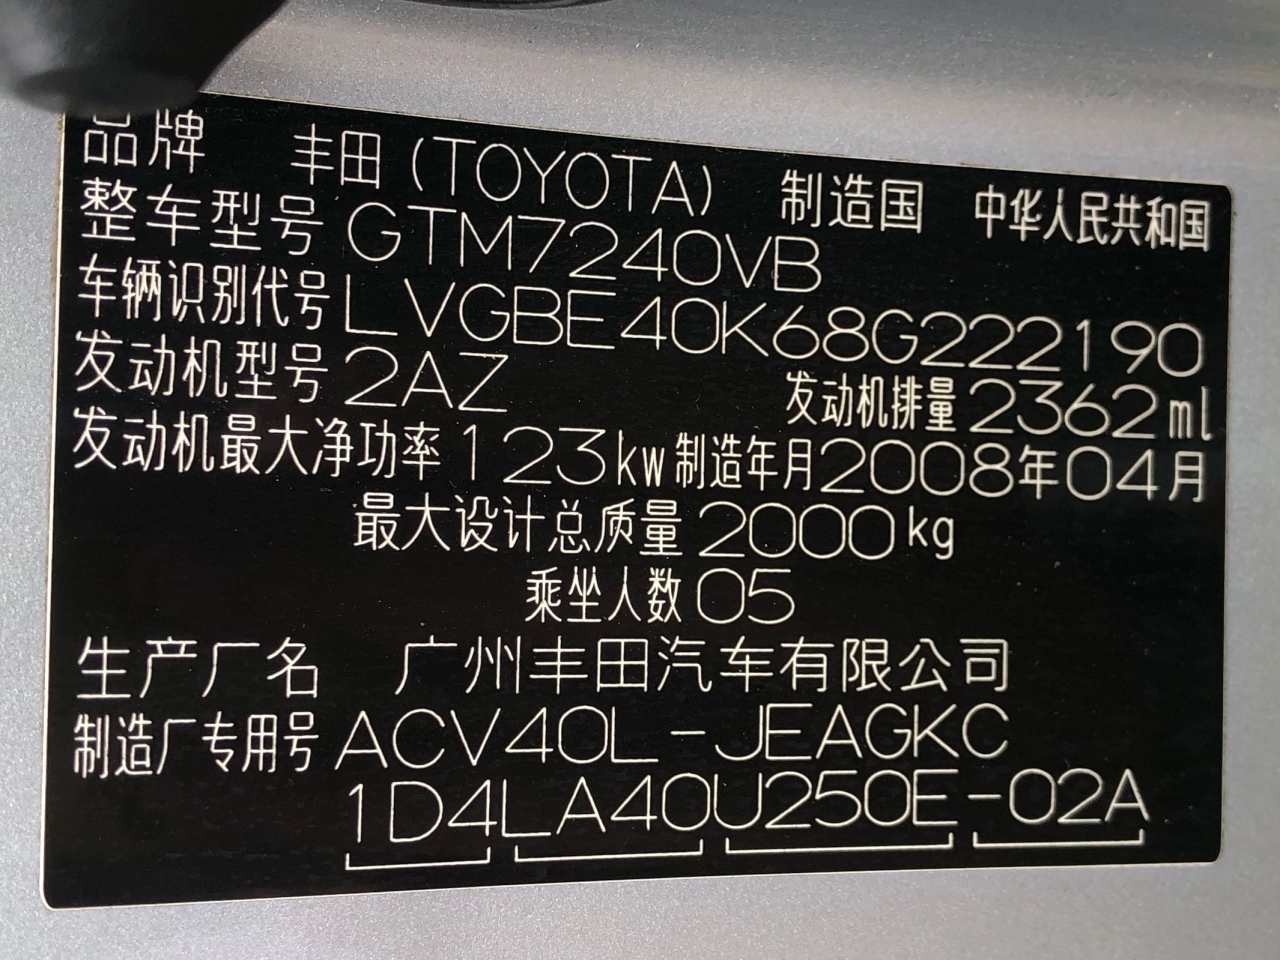 品牌 丰田(TOYOTA) 制造国 中华人民共和国
整车型号 GTM7240VB
车辆识别代号 LVGBE40K68G222190
发动机型号 2AZ 发动机排量 2362ml
发动机最大净功率 123kw 制造年月 2008年04月
最大设计总质量 2000kg
乘坐人数 05
生产厂名 广州丰田汽车有限公司
制造厂专用号 ACV40L-JEAGKC
1D4LA40U250E-02A